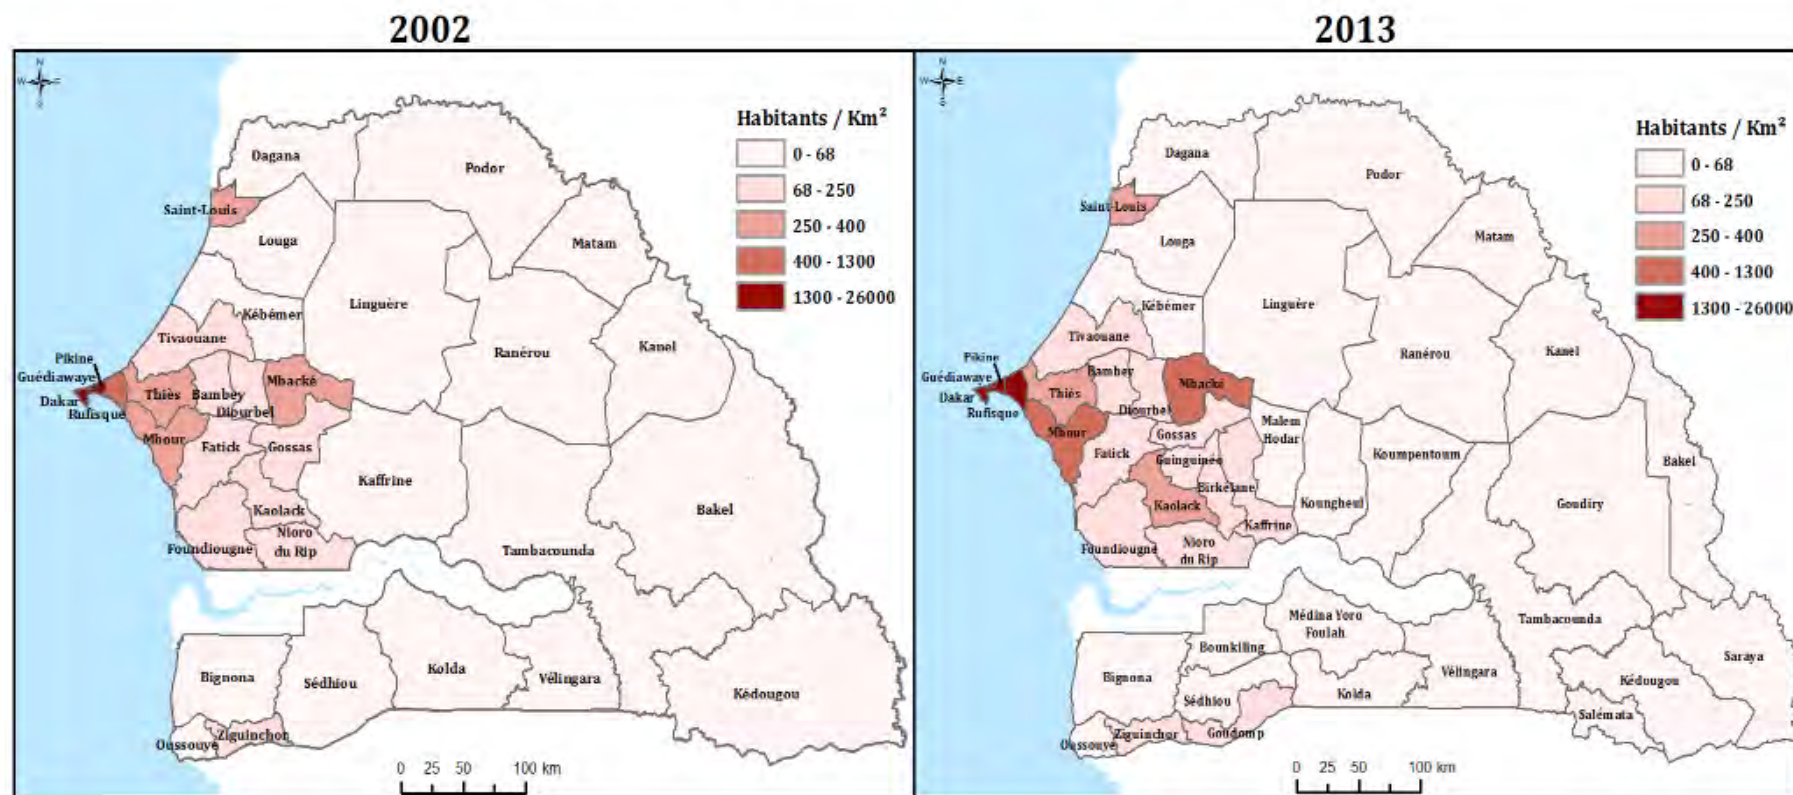 2002
N
W E
S
Habitants / Km²
0 - 68
68 - 250
250 - 400
400 - 1300
1300 - 26000
Dagana
Podor
Saint-Louis
Louga
Matam
Linguère
Kébémer
Tivaouane
Ranérou
Kanel
Pikine
Guédiawaye
Dakar
Rufisque
Thiès
Bambey
Mbacké
Diourbel
Mbour
Fatick
Gossas
Kaffrine
Kaolack
Bakel
Nioro
du Rip
Foundiougne
Tambacounda
Bignona
Sédhiou
Kolda
Vélingara
Kédougou
Oussouye
Ziguinchor
0 25 50 100 km
2013
N
W E
S
Habitants / Km²
0 - 68
68 - 250
250 - 400
400 - 1300
1300 - 26000
Dagana
Podor
Saint-Louis
Louga
Matam
Linguère
Kébémer
Tivaouane
Ranérou
Kanel
Pikine
Guédiawaye
Dakar
Rufisque
Thiès
Bambey
Mbacké
Diourbel
Mbour
Fatick
Gossas
Malem
Hodar
Guinguinéo
Koumpentoum
Bakel
Birkelane
Koungheul
Goudiry
Kaolack
Kaffrine
Foundiougne
Nioro
du Rip
Médina Yoro
Foulah
Tambacounda
Bounkiling
Saraya
Bignona
Vélingara
Kédougou
Sédhiou
Kolda
Salémata
Oussouye
Ziguinchor
Goudomp
0 25 50 100 km